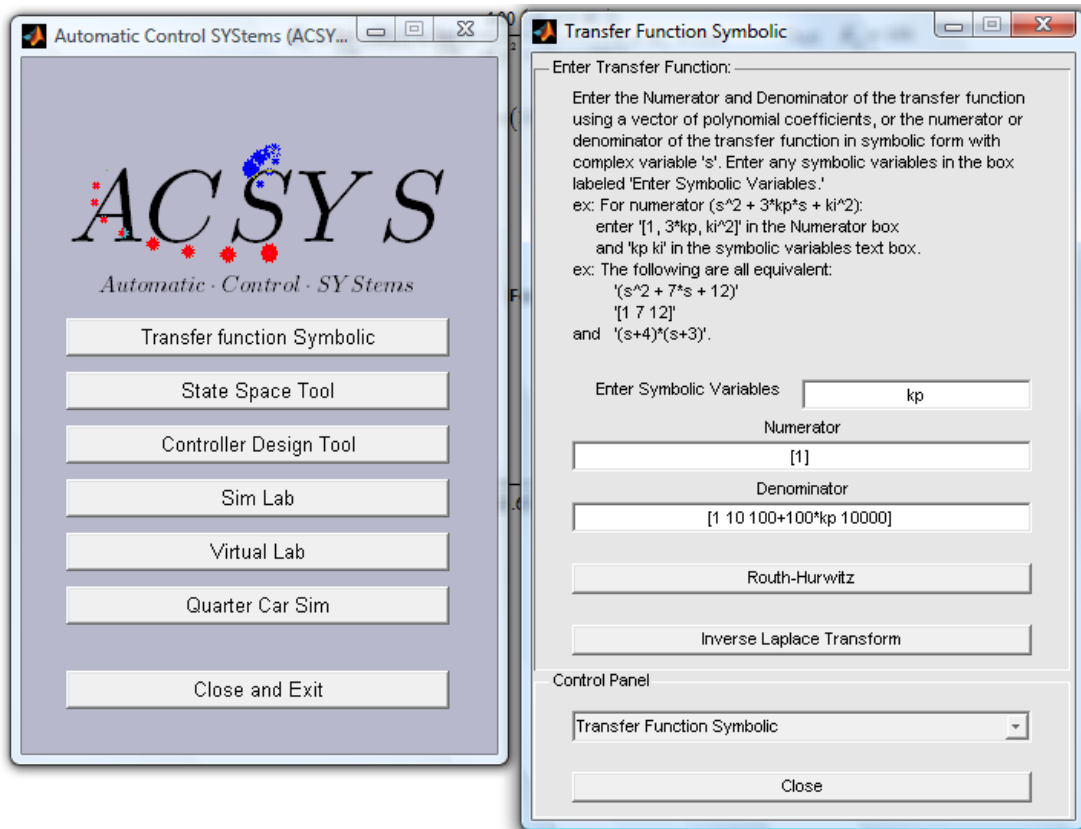 Automatic Control SYStems (ACSY...
ACSYS
Automatic · Control · SYStems
Transfer function Symbolic
State Space Tool
Controller Design Tool
Sim Lab
Virtual Lab
Quarter Car Sim
Close and Exit
Transfer Function Symbolic
Enter Transfer Function:
Enter the Numerator and Denominator of the transfer function
using a vector of polynomial coefficients, or the numerator or
denominator of the transfer function in symbolic form with
complex variable 's'. Enter any symbolic variables in the box
labeled 'Enter Symbolic Variables.'
ex: For numerator (s^2 + 3*kp*s + ki^2):
enter '[1, 3*kp, ki^2]' in the Numerator box
and 'kp ki' in the symbolic variables text box.
ex: The following are all equivalent:
'(s^2 + 7*s + 12)'
'[1 7 12]'
and '(s+4)*(s+3)'.
Enter Symbolic Variables
kp
Numerator
[1]
Denominator
[1 10 100+100*kp 10000]
Routh-Hurwitz
Inverse Laplace Transform
Control Panel
Transfer Function Symbolic
Close